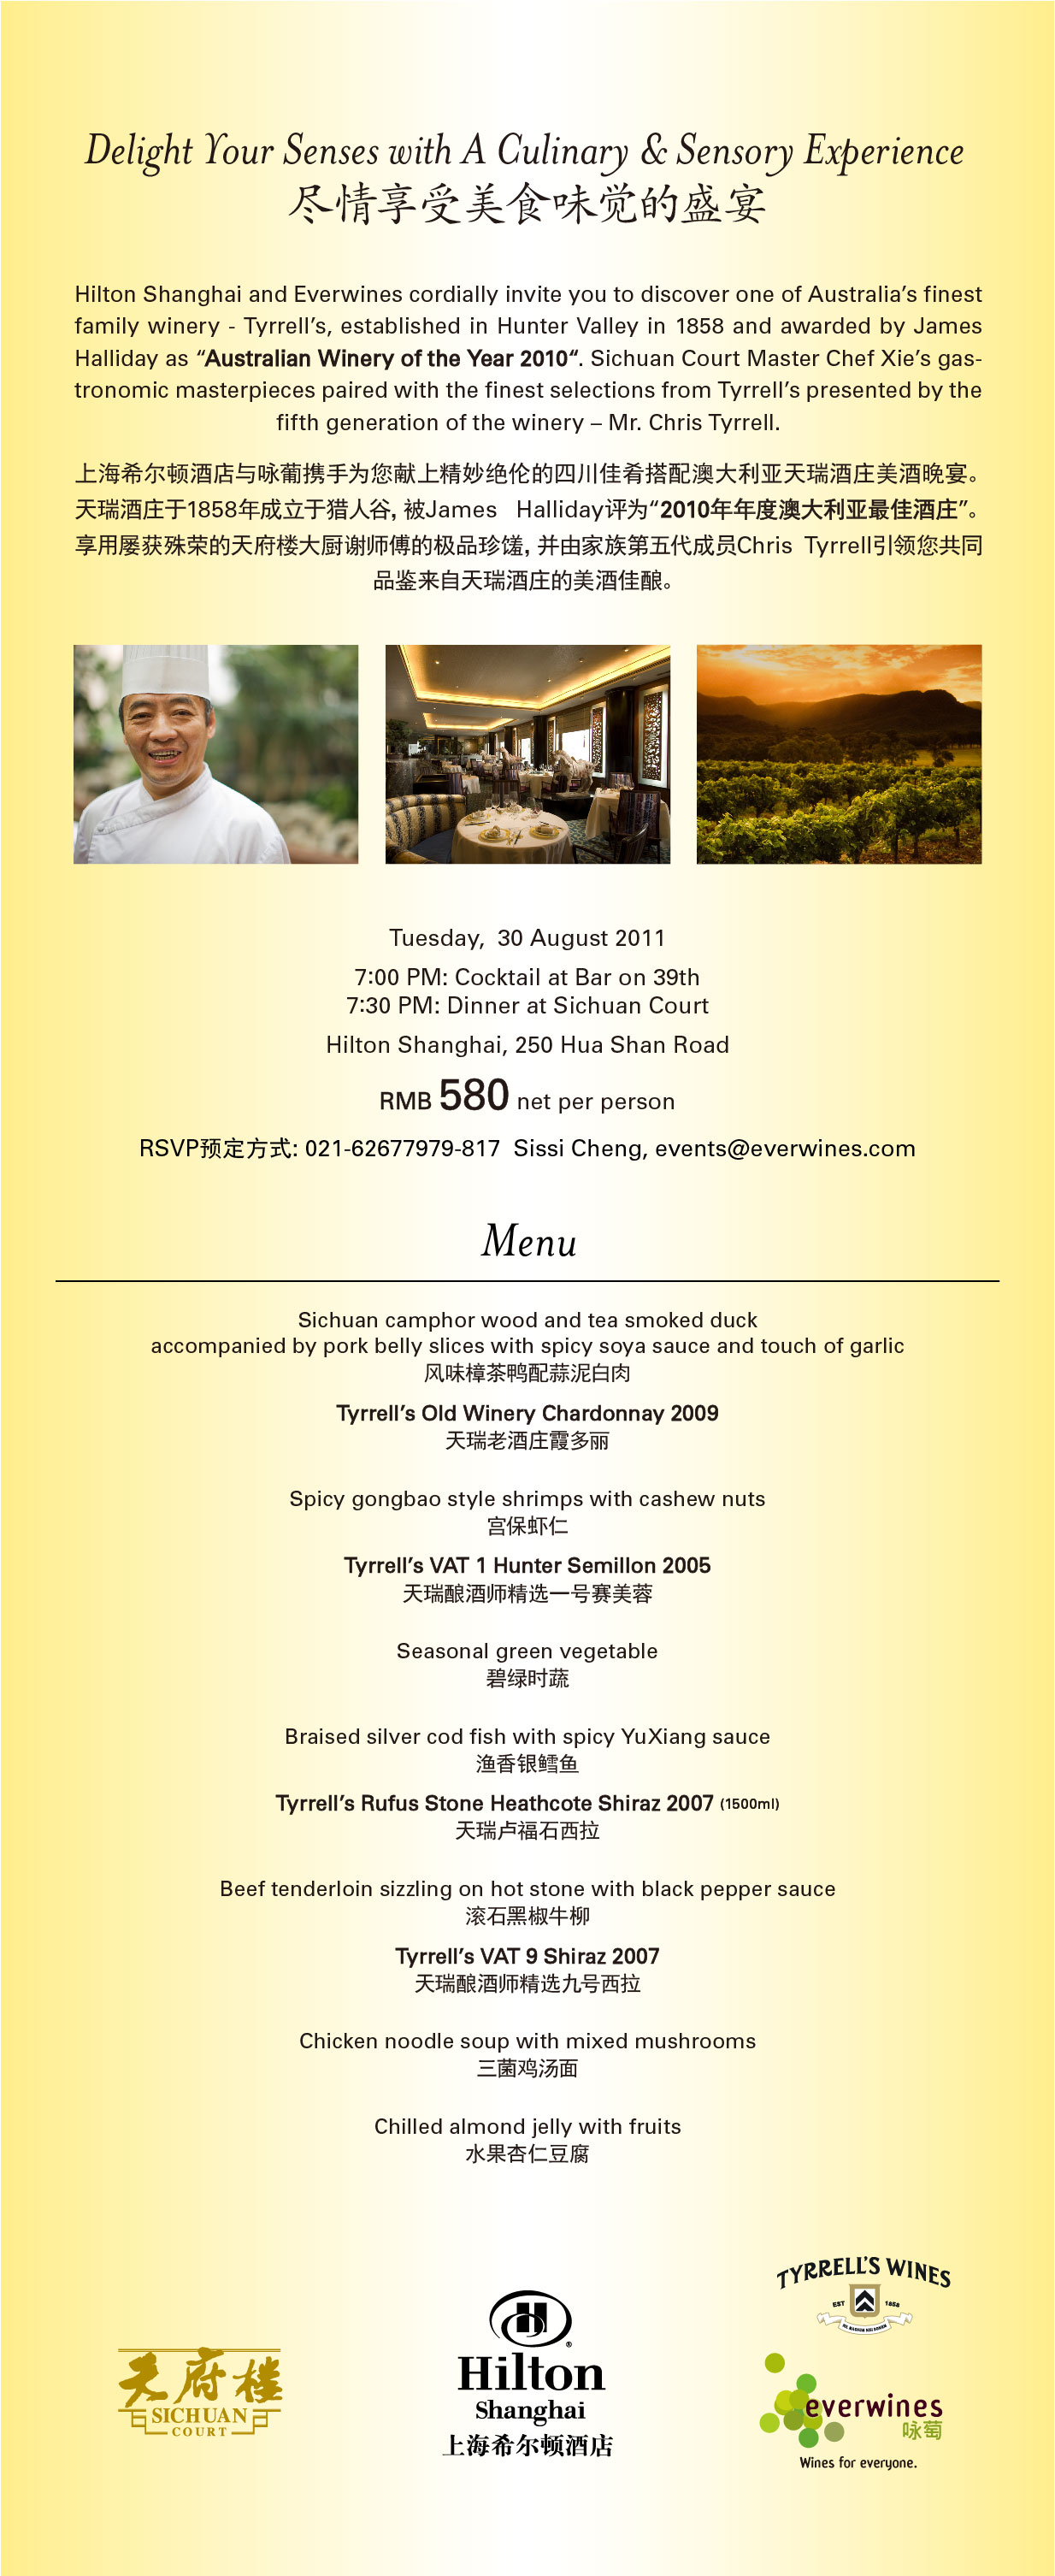 Delight Your Senses with A Culinary & Sensory Experience
尽情享受美食味觉的盛宴
Hilton Shanghai and Everwines cordially invite you to discover one of Australia’s finest
family winery - Tyrrell’s, established in Hunter Valley in 1858 and awarded by James
Halliday as “Australian Winery of the Year 2010“. Sichuan Court Master Chef Xie’s gas-
tronomic masterpieces paired with the finest selections from Tyrrell’s presented by the
fifth generation of the winery – Mr. Chris Tyrrell.
上海希尔顿酒店与咏葡携手为您献上精妙绝伦的四川佳肴搭配澳大利亚天瑞酒庄美酒晚宴。
天瑞酒庄于1858年成立于猎人谷, 被James Halliday评为“2010年年度澳大利亚最佳酒庄”。
享用屡获殊荣的天府楼大厨谢师傅的极品珍馐, 并由家族第五代成员Chris Tyrrell引领您共同
品鉴来自天瑞酒庄的美酒佳酿。
Tuesday, 30 August 2011
7:00 PM: Cocktail at Bar on 39th
7:30 PM: Dinner at Sichuan Court
Hilton Shanghai, 250 Hua Shan Road
RMB 580 net per person
RSVP预定方式: 021-62677979-817 Sissi Cheng, events@everwines.com
Menu
Sichuan camphor wood and tea smoked duck
accompanied by pork belly slices with spicy soya sauce and touch of garlic
风味樟茶鸭配蒜泥白肉
Tyrrell’s Old Winery Chardonnay 2009
天瑞老酒庄霞多丽
Spicy gongbao style shrimps with cashew nuts
宫保虾仁
Tyrrell’s VAT 1 Hunter Semillon 2005
天瑞酿酒师精选一号赛美蓉
Seasonal green vegetable
碧绿时蔬
Braised silver cod fish with spicy YuXiang sauce
渔香银鳕鱼
Tyrrell’s Rufus Stone Heathcote Shiraz 2007 (1500ml)
天瑞卢福石西拉
Beef tenderloin sizzling on hot stone with black pepper sauce
滚石黑椒牛柳
Tyrrell’s VAT 9 Shiraz 2007
天瑞酿酒师精选九号西拉
Chicken noodle soup with mixed mushrooms
三菌鸡汤面
Chilled almond jelly with fruits
水果杏仁豆腐
天府楼
SICHUAN
COURT
Hilton
Shanghai
上海希尔顿酒店
TYRRELL'S WINES
EST 1858
everwines
咏萄
Wines for everyone.